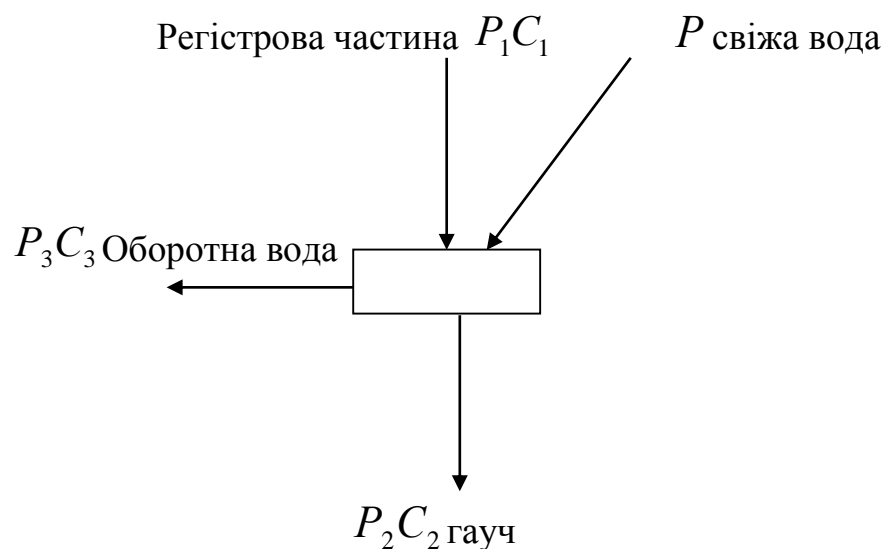 Регістрова частина P₁C₁ P свіжа вода
P₃C₃ Оборотна вода
P₂C₂ гауч